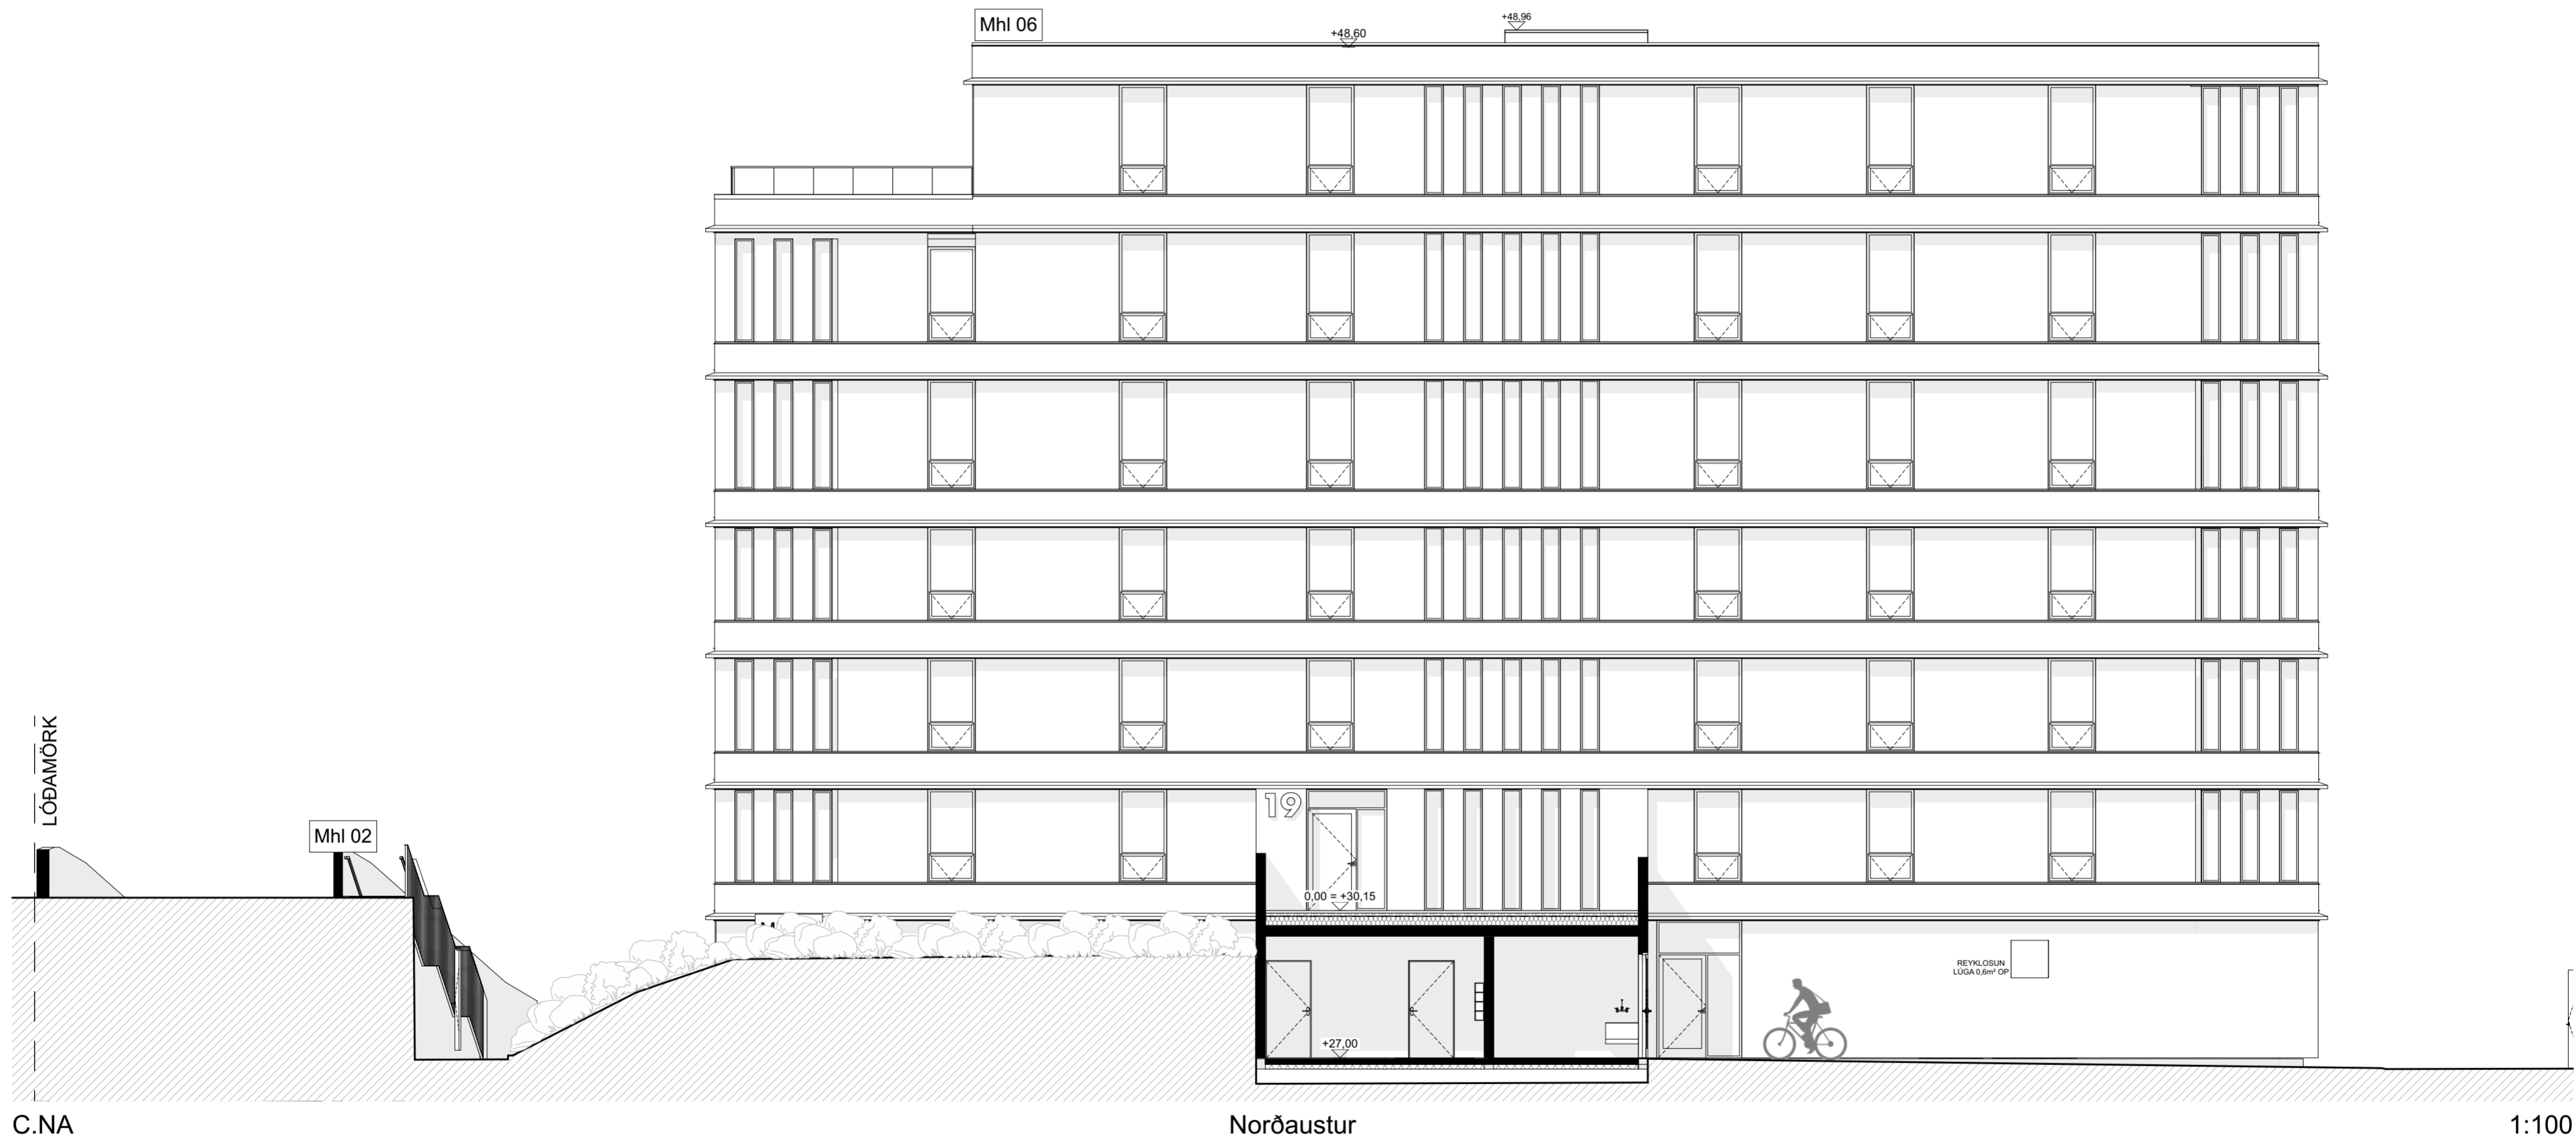 Mhl 06
+48,60
+48,96
LÓÐAMÖRK
Mhl 02
19
0,00 = +30,15
REYKLOSUN
LÚGA 0,6m² OP
+27,00
C.NA
Norðaustur
1:100